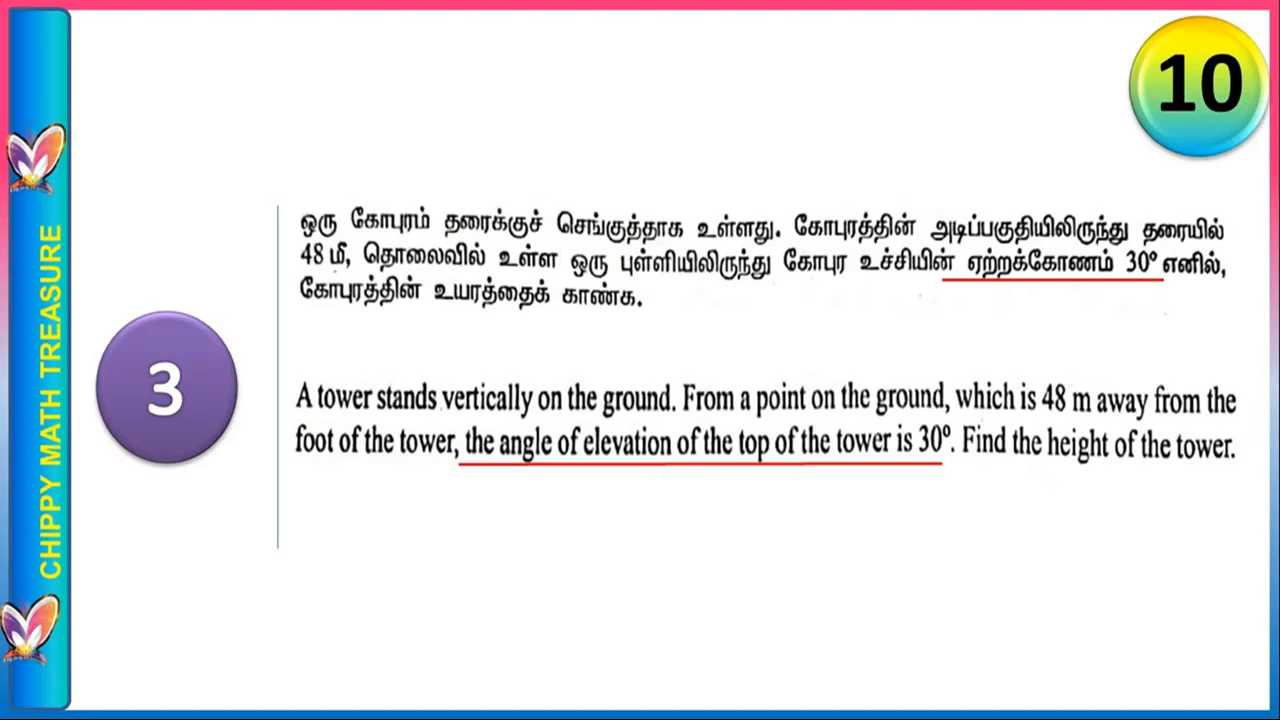 10
ஒரு கோபுரம் தரைக்குச் செங்குத்தாக உள்ளது. கோபுரத்தின் அடிப்பகுதியிலிருந்து தரையில்
48 மீ, தொலைவில் உள்ள ஒரு புள்ளியிலிருந்து கோபுர உச்சியின் ஏற்றக்கோணம் 30° எனில்,
கோபுரத்தின் உயரத்தைக் காண்க.
3
A tower stands vertically on the ground. From a point on the ground, which is 48 m away from the
foot of the tower, the angle of elevation of the top of the tower is 30°. Find the height of the tower.
CHIPPY MATH TREASURE